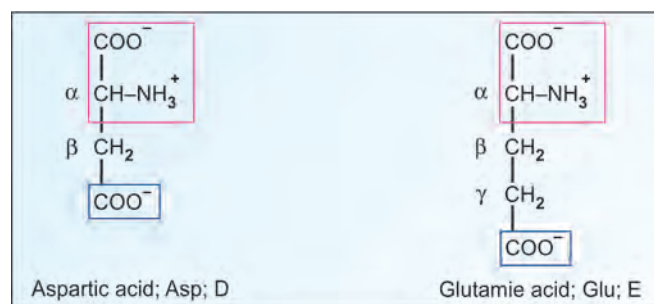 COO⁻
α CH–NH₃⁺
β CH₂
COO⁻
Aspartic acid; Asp; D
COO⁻
α CH–NH₃⁺
β CH₂
γ CH₂
COO⁻
Glutamie acid; Glu; E